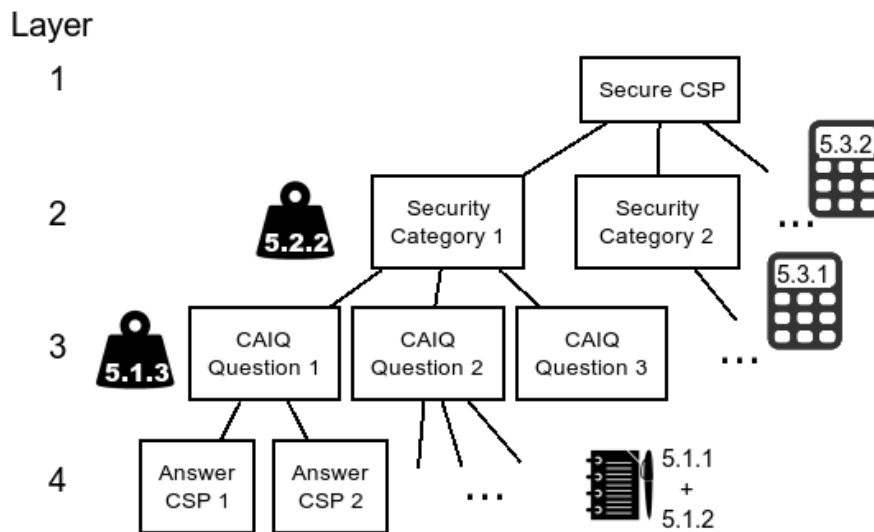 Layer
1
Secure CSP
5.3.2
2
5.2.2
Security
Category 1
Security
Category 2
...
5.3.1
3
5.1.3
CAIQ
Question 1
CAIQ
Question 2
CAIQ
Question 3
...
4
Answer
CSP 1
Answer
CSP 2
...
5.1.1
+
5.1.2